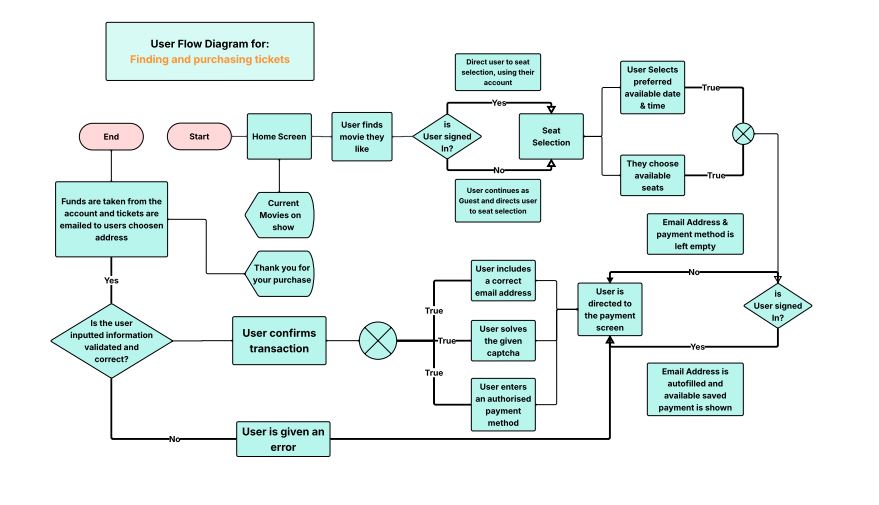 User Flow Diagram for:
Finding and purchasing tickets
Direct user to seat
selection, using their
account
User Selects
preferred
available date
& time
True
Yes
End
Start
Home Screen
User finds
movie they
like
is
User signed
In?
Seat
Selection
No
They choose
available
seats
True
User continues as
Guest and directs user
to seat selection
Funds are taken from the
account and tickets are
emailed to users choosen
address
Current
Movies on
show
Email Address &
payment method is
left empty
Thank you for
your purchase
User includes
a correct
email address
No
Yes
True
User is
directed to
the payment
screen
is
User signed
In?
Is the user
inputted information
validated and
correct?
User confirms
transaction
True
User solves
the given
captcha
Yes
True
User enters
an authorised
payment
method
Email Address is
autofilled and
available saved
payment is shown
No
User is given an
error